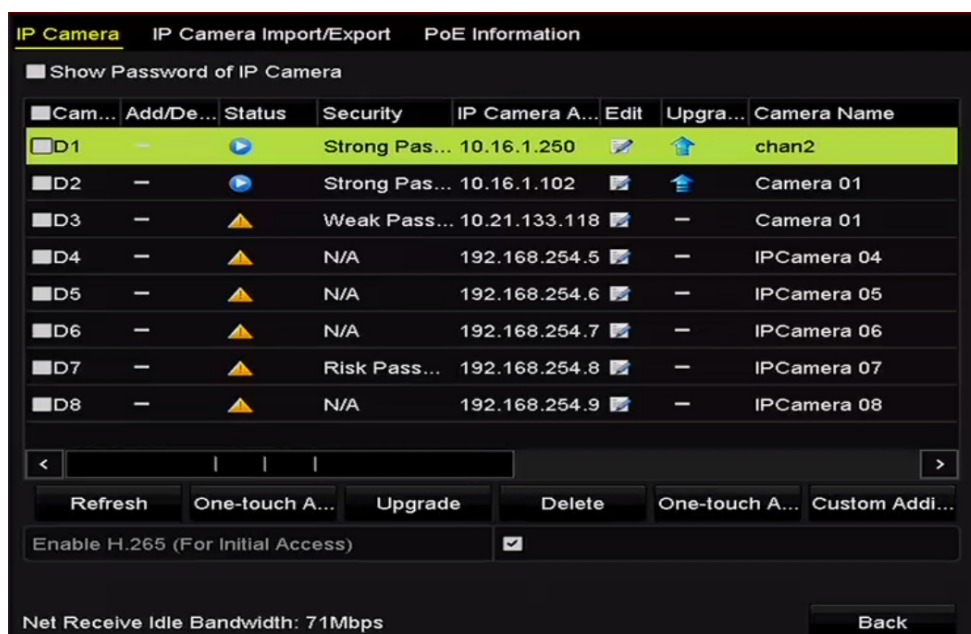 IP Camera IP Camera Import/Export PoE Information
Show Password of IP Camera
Cam... Add/De... Status Security IP Camera A... Edit Upgra... Camera Name
D1 – Strong Pas... 10.16.1.250 chan2
D2 – Strong Pas... 10.16.1.102 Camera 01
D3 – Weak Pass... 10.21.133.118 – Camera 01
D4 – N/A 192.168.254.5 – IPCamera 04
D5 – N/A 192.168.254.6 – IPCamera 05
D6 – N/A 192.168.254.7 – IPCamera 06
D7 – Risk Pass... 192.168.254.8 – IPCamera 07
D8 – N/A 192.168.254.9 – IPCamera 08
< >
Refresh One-touch A... Upgrade Delete One-touch A... Custom Addi...
Enable H.265 (For Initial Access)
Net Receive Idle Bandwidth: 71Mbps Back